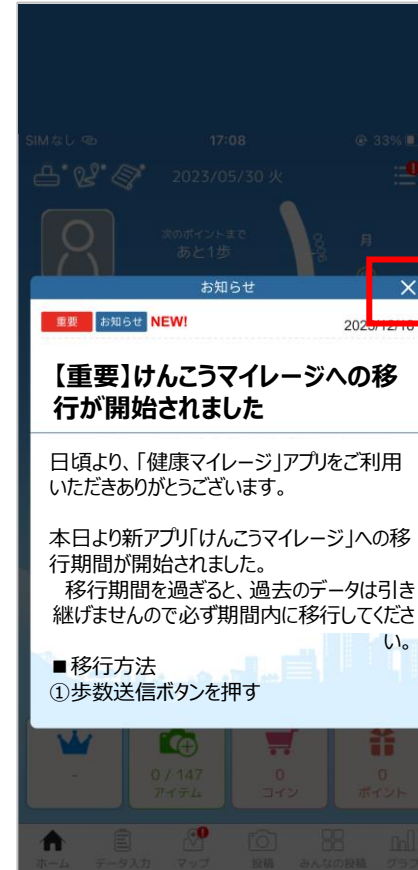 SIMなし 17:08 33%
2023/05/30 火
次のポイントまで
あと1歩
月
お知らせ
重要 お知らせ NEW!
【重要】けんこうマイレージへの移
行が開始されました
日頃より、「健康マイレージ」アプリをご利用
いただきありがとうございます。
本日より新アプリ「けんこうマイレージ」への移
行期間が開始されました。
移行期間を過ぎると、過去のデータは引き
継げませんので必ず期間内に移行してくださ
い。
■移行方法
①歩数送信ボタンを押す
- 0 / 147 0 0
アイテム コイン ポイント
ホーム データ入力 マップ 投稿 みんなの投稿 グラフ